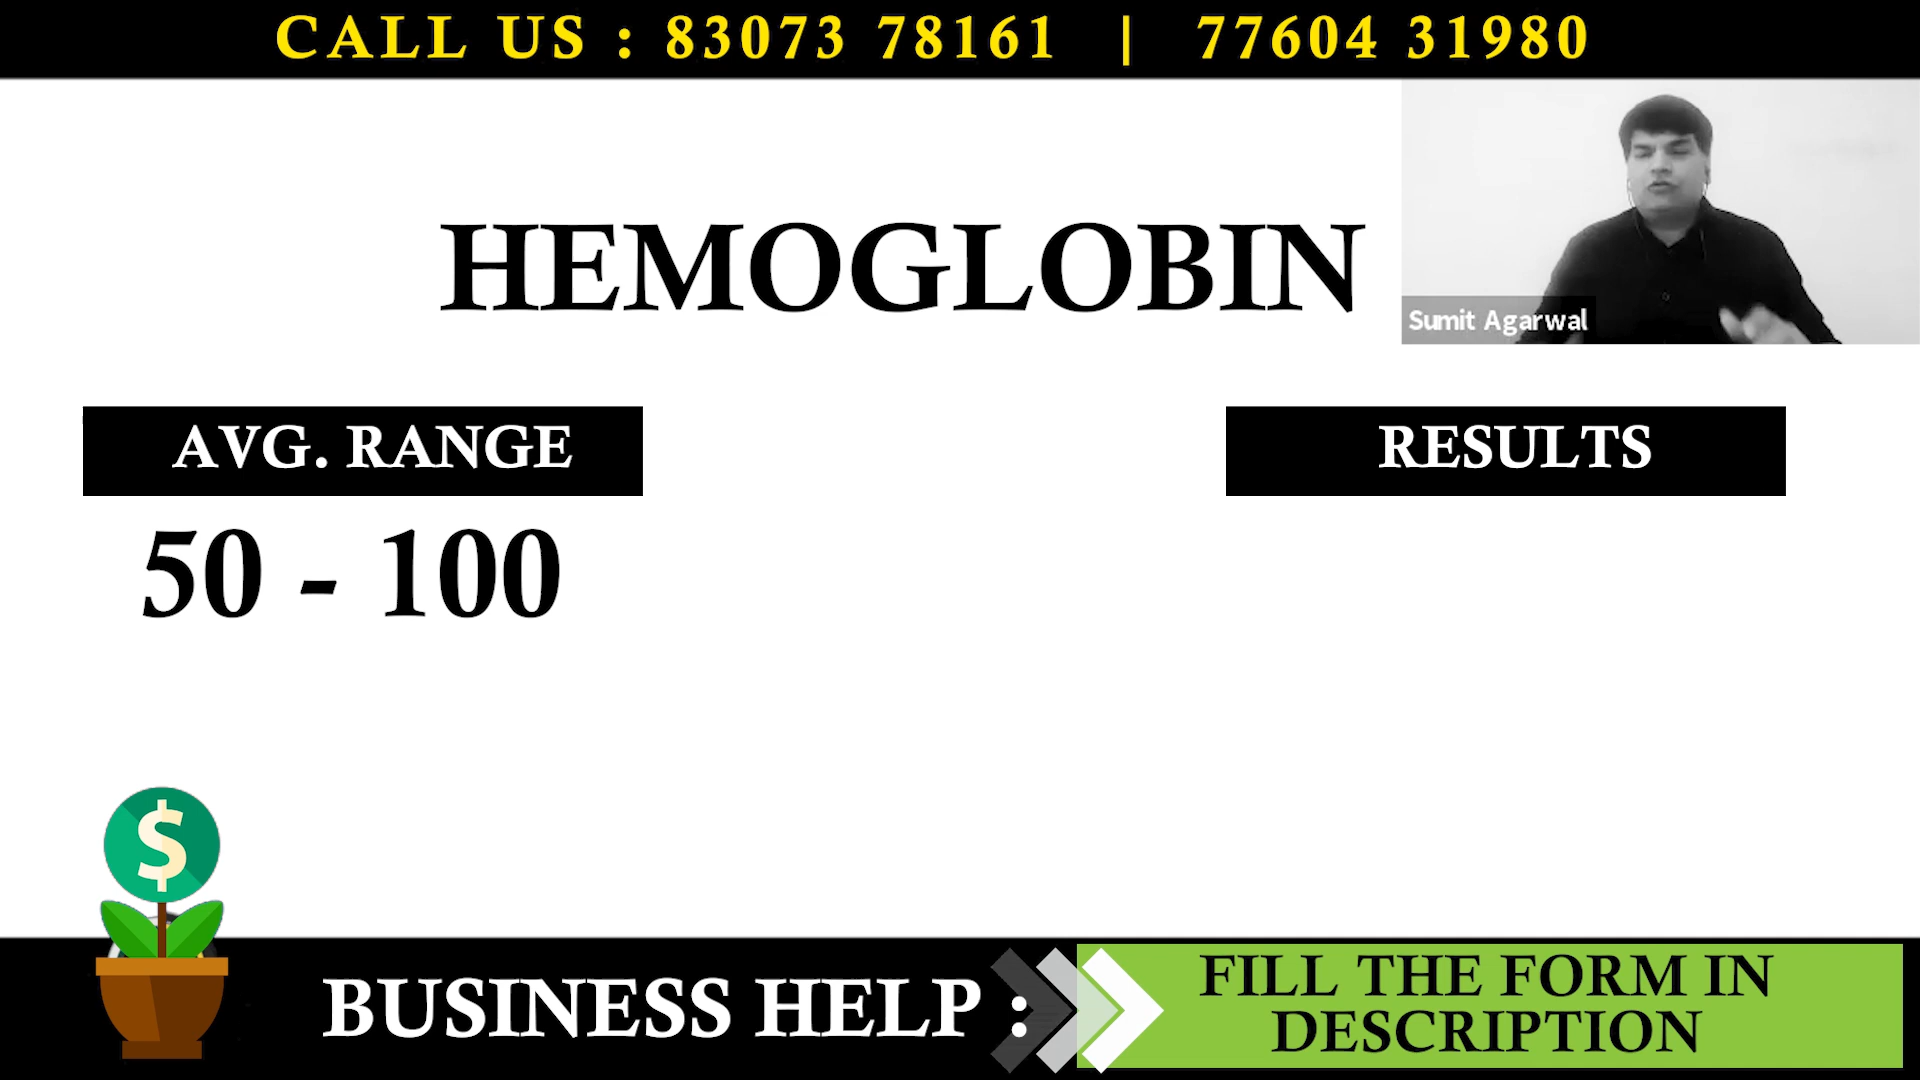 CALL US : 83073 78161 | 77604 31980
HEMOGLOBIN
Sumit Agarwal
AVG. RANGE
RESULTS
50 - 100
$
BUSINESS HELP :
FILL THE FORM IN
DESCRIPTION